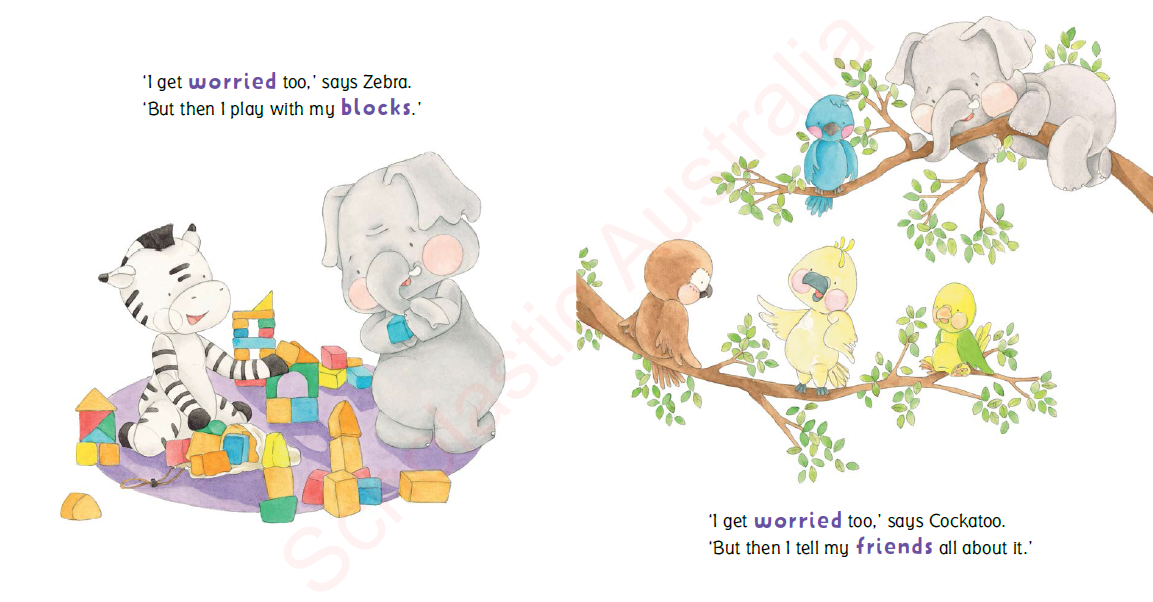 ‘I get worried too,’ says Zebra.
‘But then I play with my blocks.’
Scholastic Australia
‘I get worried too,’ says Cockatoo.
‘But then I tell my friends all about it.’